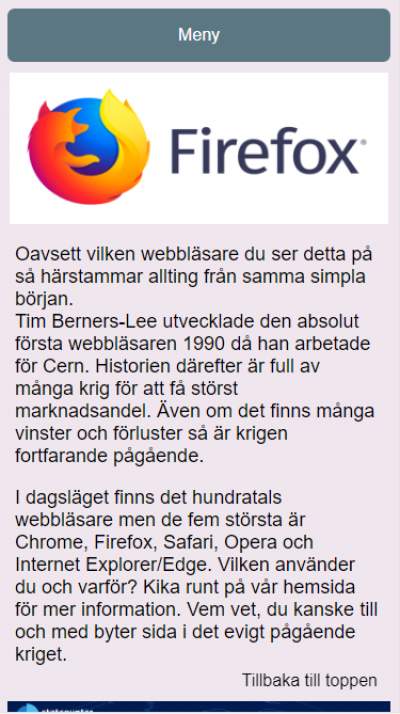 Meny
Firefox
Oavsett vilken webbläsare du ser detta på
så härstammar allting från samma simpla
början.
Tim Berners-Lee utvecklade den absolut
första webbläsaren 1990 då han arbetade
för Cern. Historien därefter är full av
många krig för att få störst
marknadsandel. Även om det finns många
vinster och förluster så är krigen
fortfarande pågående.
I dagsläget finns det hundratals
webbläsare men de fem största är
Chrome, Firefox, Safari, Opera och
Internet Explorer/Edge. Vilken använder
du och varför? Kika runt på vår hemsida
för mer information. Vem vet, du kanske till
och med byter sida i det evigt pågående
kriget.
Tillbaka till toppen